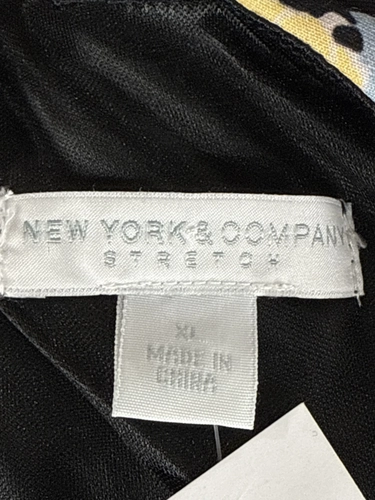 NEW YORK & COMPANY
STRETCH
XL
MADE IN
CHINA